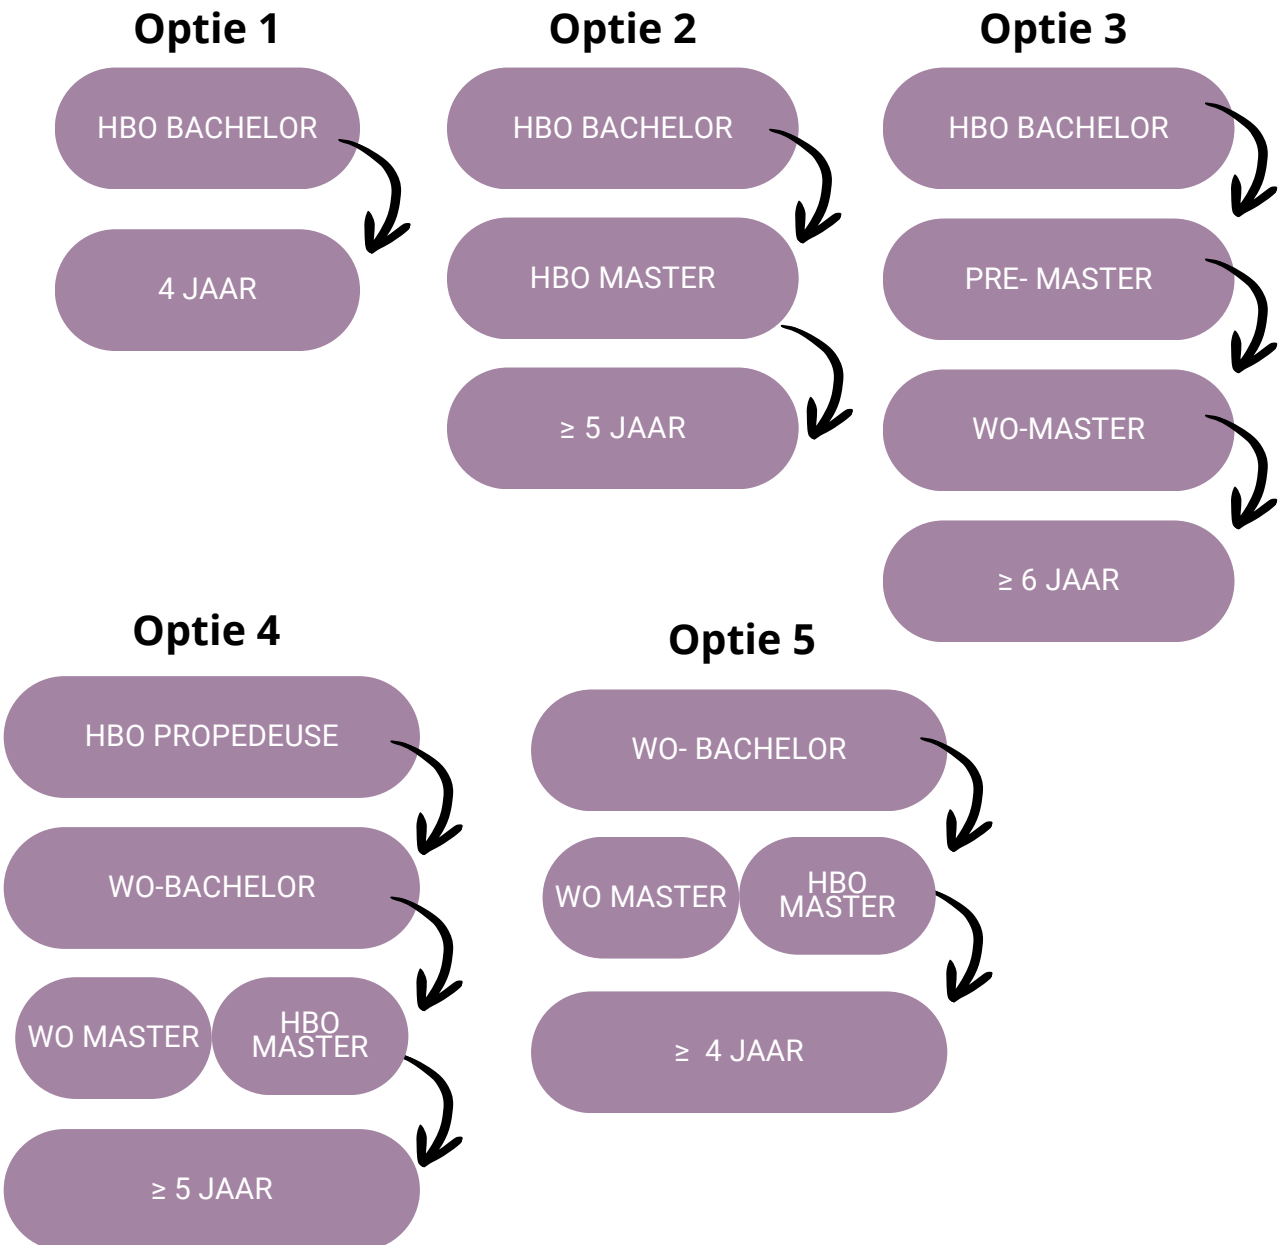 Optie 1
HBO BACHELOR
4 JAAR
Optie 2
HBO BACHELOR
HBO MASTER
≥ 5 JAAR
Optie 3
HBO BACHELOR
PRE- MASTER
WO-MASTER
≥ 6 JAAR
Optie 4
HBO PROPEDEUSE
WO-BACHELOR
WO MASTER
HBO
MASTER
≥ 5 JAAR
Optie 5
WO- BACHELOR
WO MASTER
HBO
MASTER
≥ 4 JAAR